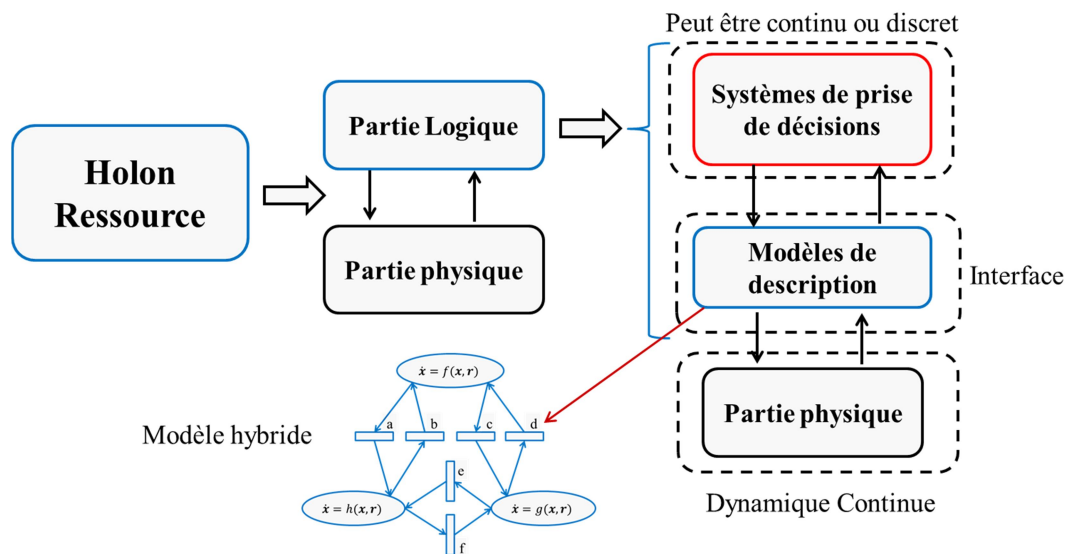 Peut être continu ou discret
Holon
Ressource
Partie Logique
Partie physique
Systèmes de prise
de décisions
Modèles de
description
Interface
Partie physique
Dynamique Continue
Modèle hybride
ẋ = f(x, r)
a
b
c
d
e
ẋ = h(x, r)
ẋ = g(x, r)
f